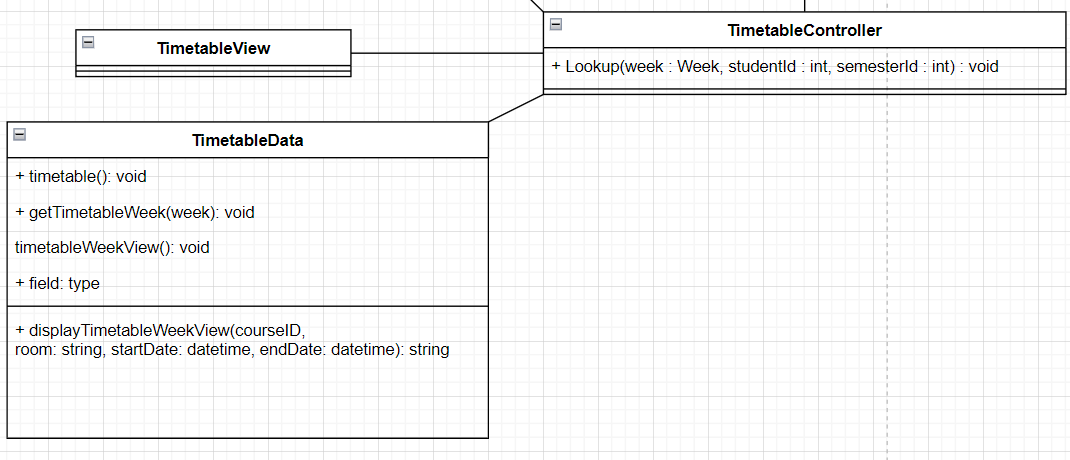 TimetableView
TimetableController
+ Lookup(week : Week, studentId : int, semesterId : int) : void
TimetableData
+ timetable(): void
+ getTimetableWeek(week): void
timetableWeekView(): void
+ field: type
+ displayTimetableWeekView(courseID,
room: string, startDate: datetime, endDate: datetime): string